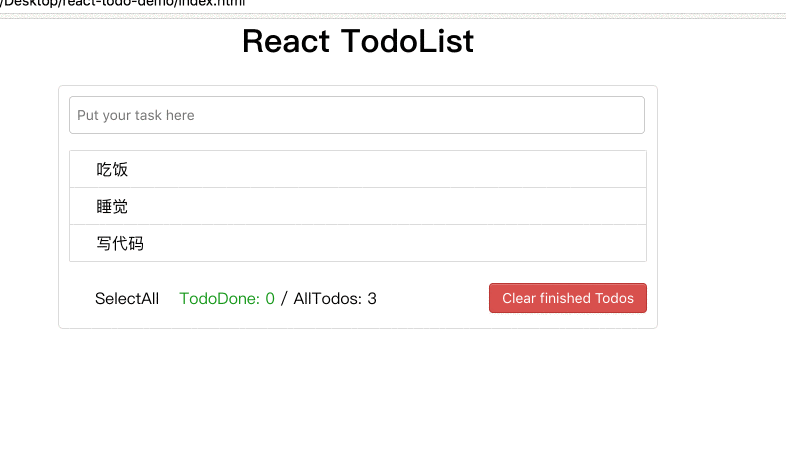 /Desktop/react-todo-demo/index.html
React TodoList
Put your task here
吃饭
睡觉
写代码
SelectAll TodoDone: 0 / AllTodos: 3 Clear finished Todos